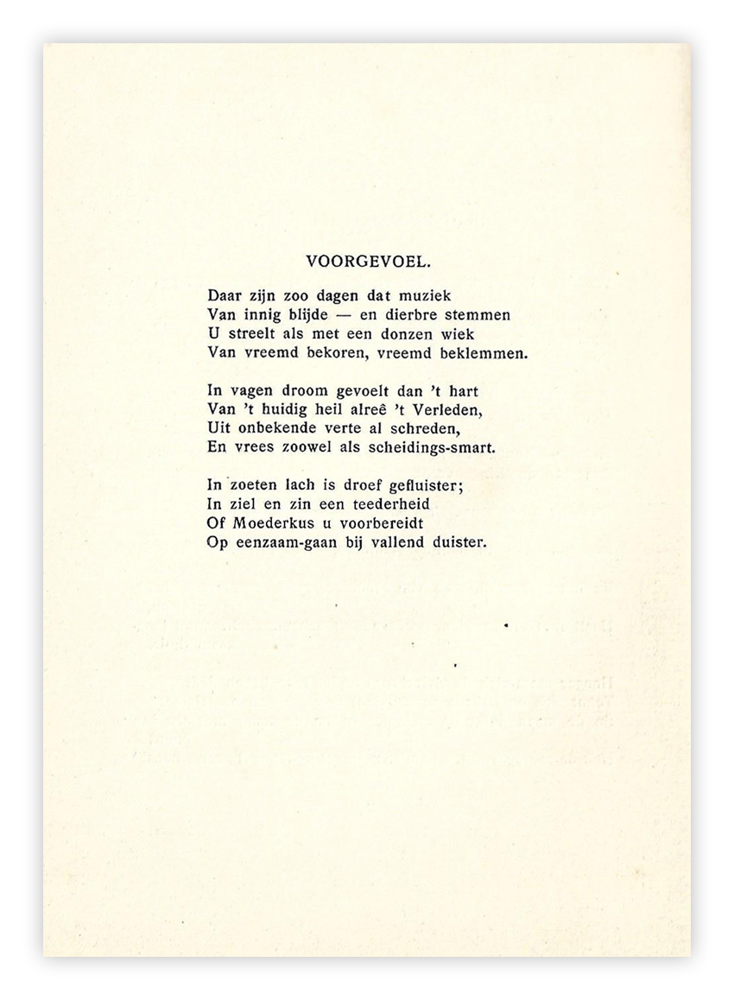 VOORGEVOEL.
Daar zijn zoo dagen dat muziek
Van innig blijde — en dierbre stemmen
U streelt als met een donzen wiek
Van vreemd bekoren, vreemd beklemmen.
In vagen droom gevoelt dan 't hart
Van 't huidig heil alreê 't Verleden,
Uit onbekende verte al schreden,
En vrees zoowel als scheidings-smart.
In zoeten lach is droef gefluister;
In ziel en zin een teederheid
Of Moederkus u voorbereidt
Op eenzaam-gaan bij vallend duister.